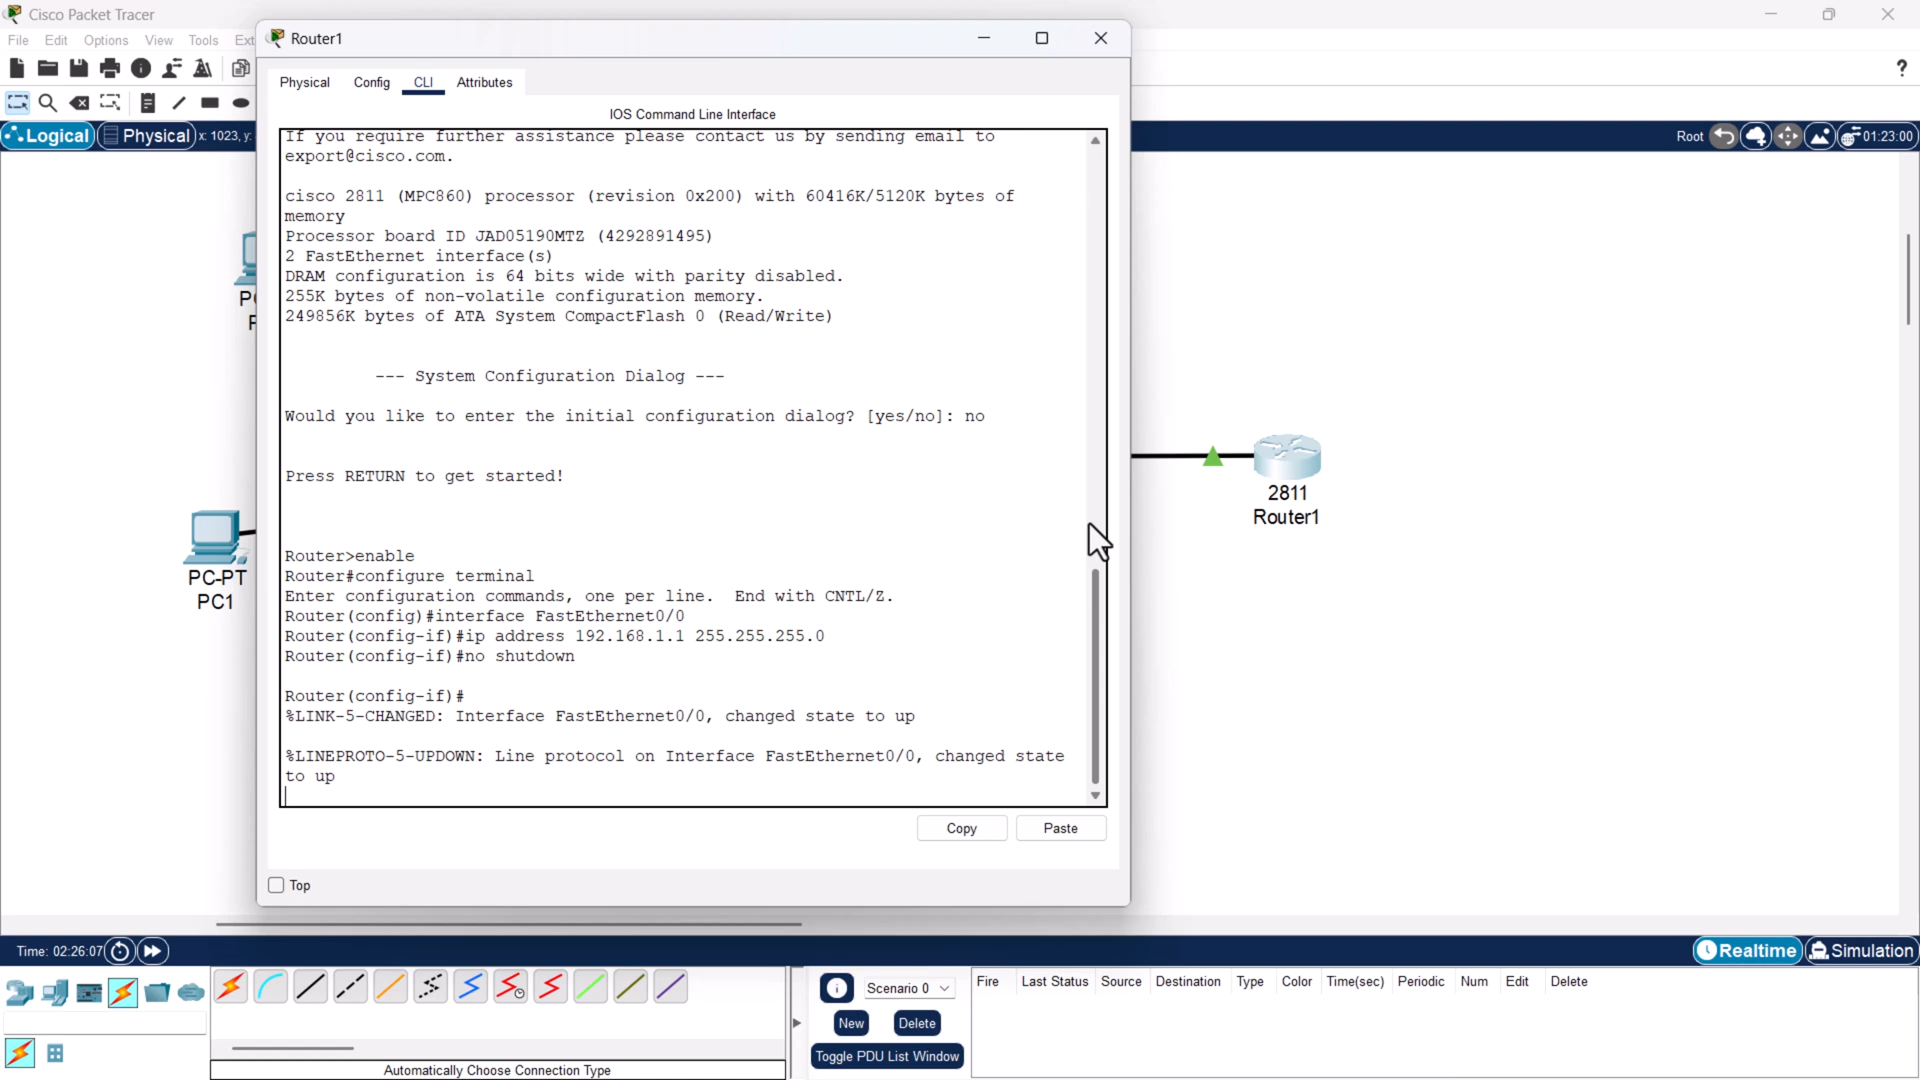 Cisco Packet Tracer
File Edit Options View Tools Ext
Router1
Physical Config CLI Attributes
IOS Command Line Interface
Logical Physical x: 1023, y:
Root 01:23:00
If you require further assistance please contact us by sending email to
export@cisco.com.
cisco 2811 (MPC860) processor (revision 0x200) with 60416K/5120K bytes of
memory
Processor board ID JAD05190MTZ (4292891495)
2 FastEthernet interface(s)
DRAM configuration is 64 bits wide with parity disabled.
255K bytes of non-volatile configuration memory.
249856K bytes of ATA System CompactFlash 0 (Read/Write)
--- System Configuration Dialog ---
Would you like to enter the initial configuration dialog? [yes/no]: no
Press RETURN to get started!
Router>enable
Router#configure terminal
Enter configuration commands, one per line.  End with CNTL/Z.
Router(config)#interface FastEthernet0/0
Router(config-if)#ip address 192.168.1.1 255.255.255.0
Router(config-if)#no shutdown
Router(config-if)#
%LINK-5-CHANGED: Interface FastEthernet0/0, changed state to up
%LINEPROTO-5-UPDOWN: Line protocol on Interface FastEthernet0/0, changed state
to up
Copy Paste
Top
PC-PT
PC1
2811
Router1
Time: 02:26:07
Realtime Simulation
Scenario 0
New Delete
Toggle PDU List Window
Fire Last Status Source Destination Type Color Time(sec) Periodic Num Edit Delete
Automatically Choose Connection Type